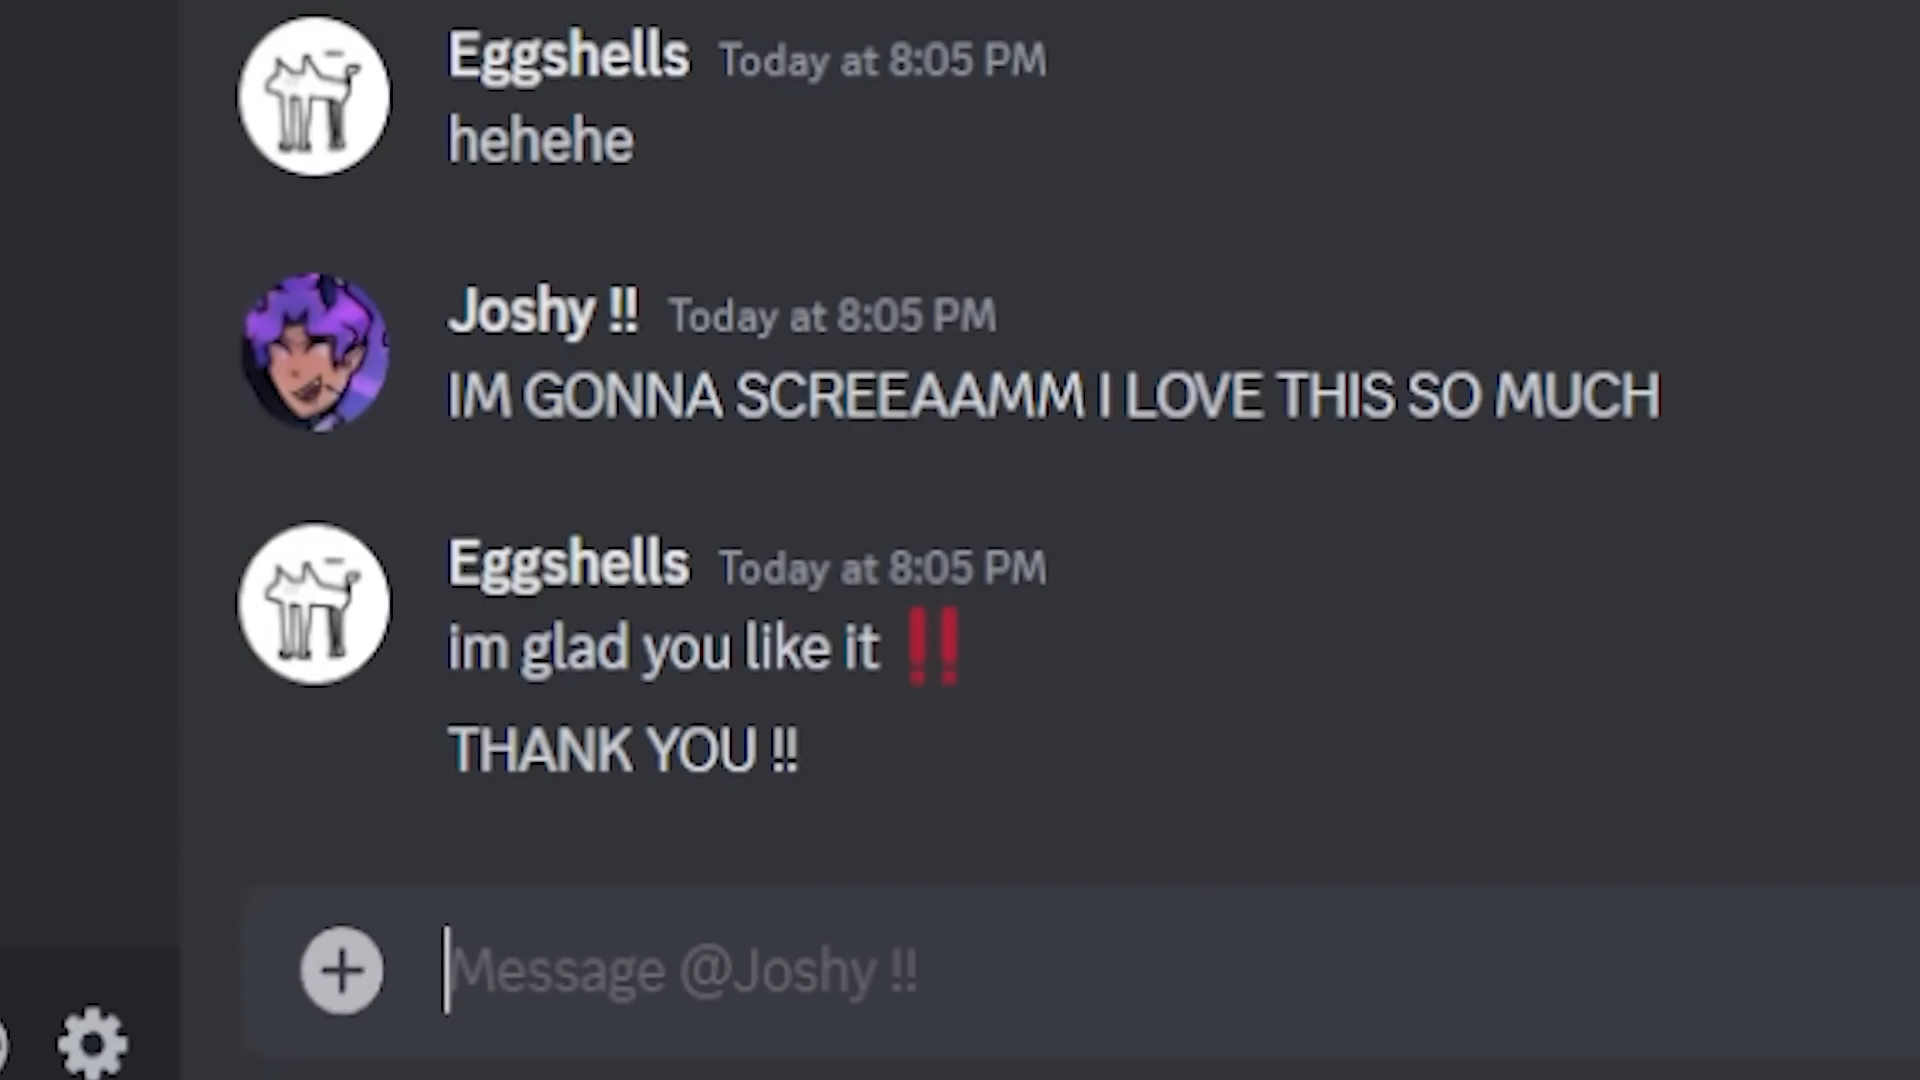 Eggshells Today at 8:05 PM
hehehe
Joshy !! Today at 8:05 PM
IM GONNA SCREEAAMM I LOVE THIS SO MUCH
Eggshells Today at 8:05 PM
im glad you like it ‼️
THANK YOU !!
Message @Joshy !!